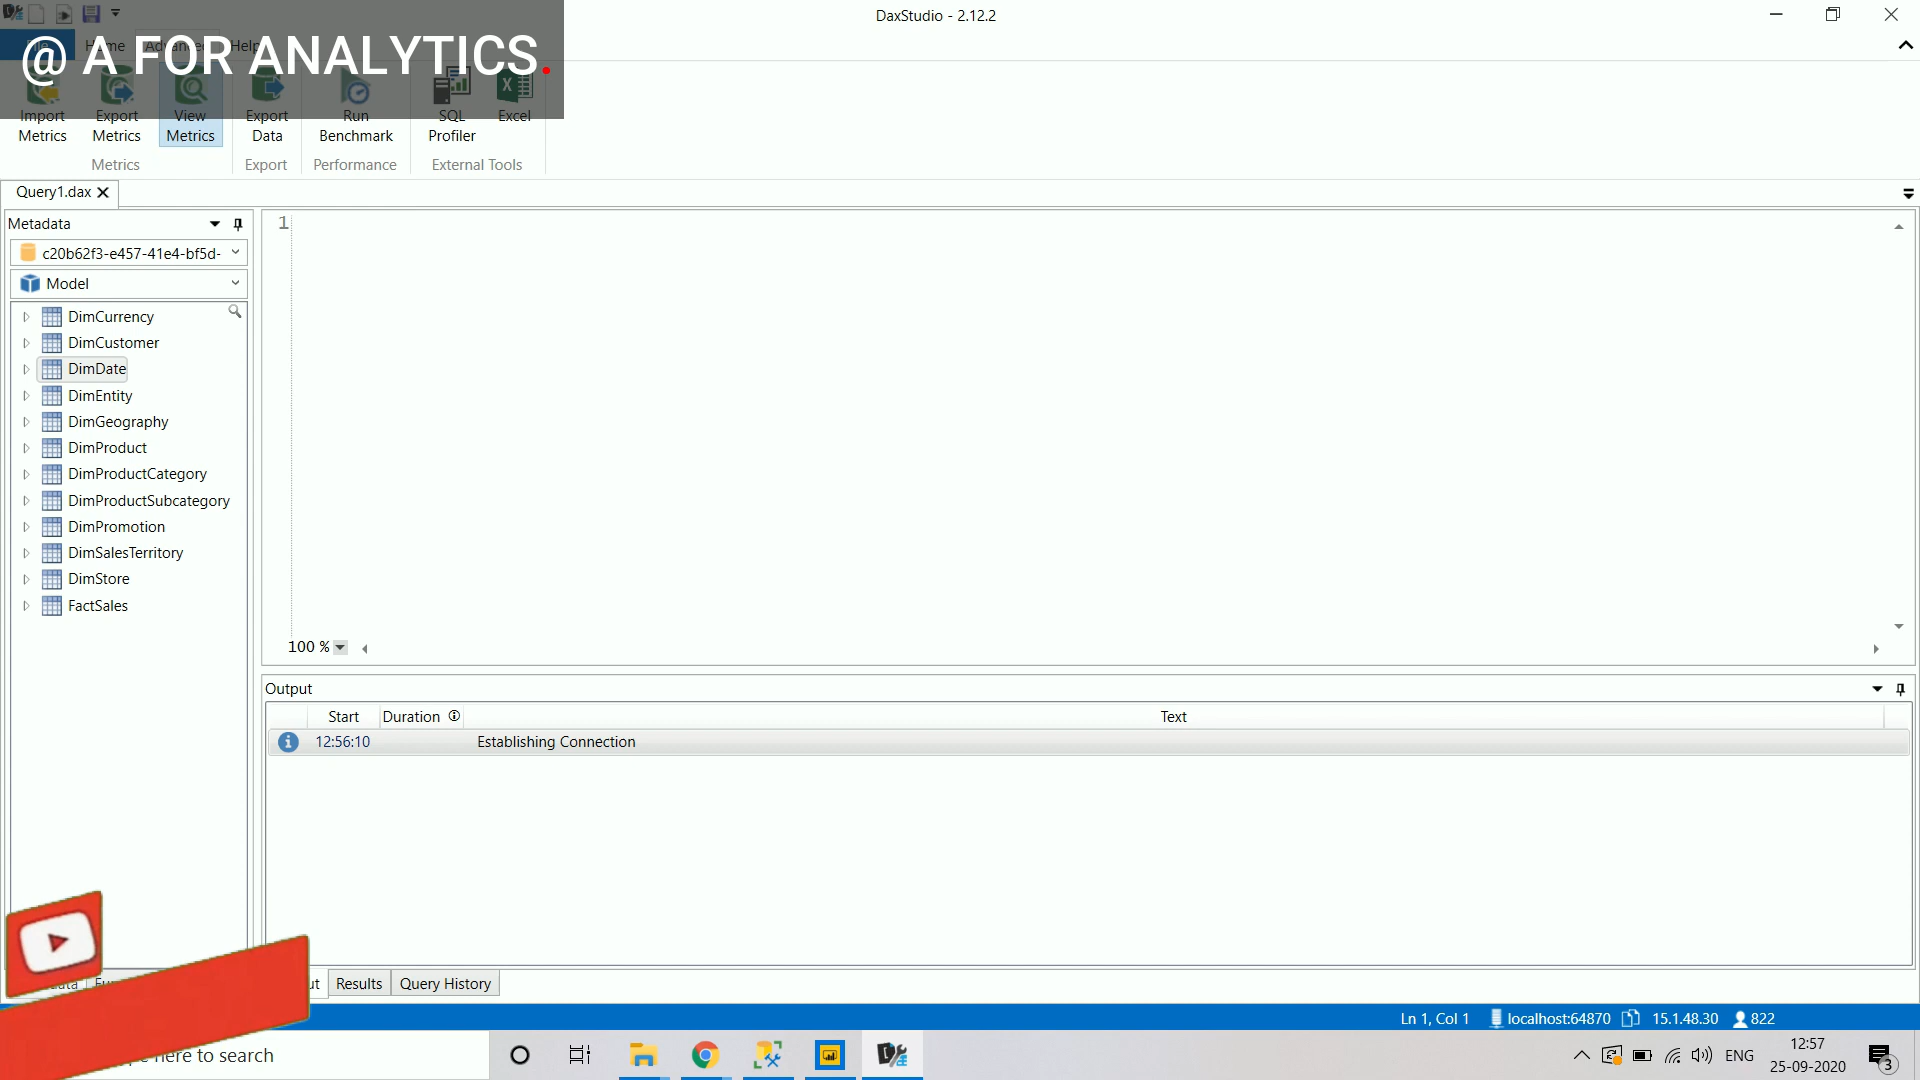 DaxStudio - 2.12.2
@ A FOR ANALYTICS.
Home Advanced Help
Import Metrics
Export Metrics
View Metrics
Export Data
Run Benchmark
SQL Profiler
Excel
Metrics
Export
Performance
External Tools
Query1.dax
Metadata
c20b62f3-e457-41e4-bf5d-
Model
DimCurrency
DimCustomer
DimDate
DimEntity
DimGeography
DimProduct
DimProductCategory
DimProductSubcategory
DimPromotion
DimSalesTerritory
DimStore
FactSales
1
100 %
Output
Start Duration Text
12:56:10 Establishing Connection
Results Query History
Ln 1, Col 1 localhost:64870 15.1.48.30 822
here to search
ENG
12:57
25-09-2020
3